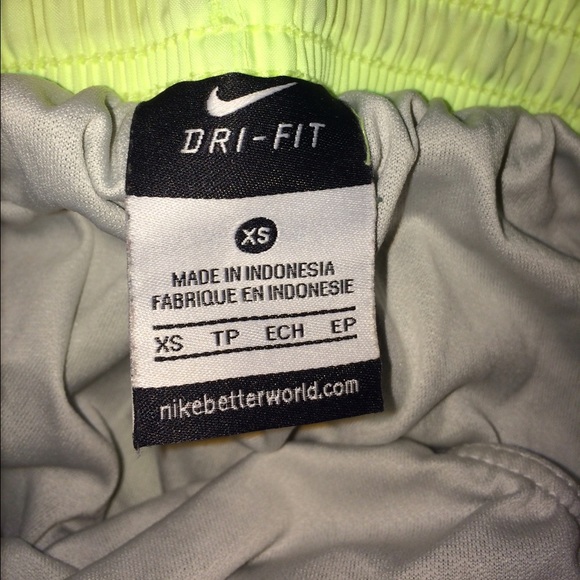 DRI-FIT
XS
MADE IN INDONESIA
FABRIQUE EN INDONESIE
XS TP ECH EP
nikebetterworld.com